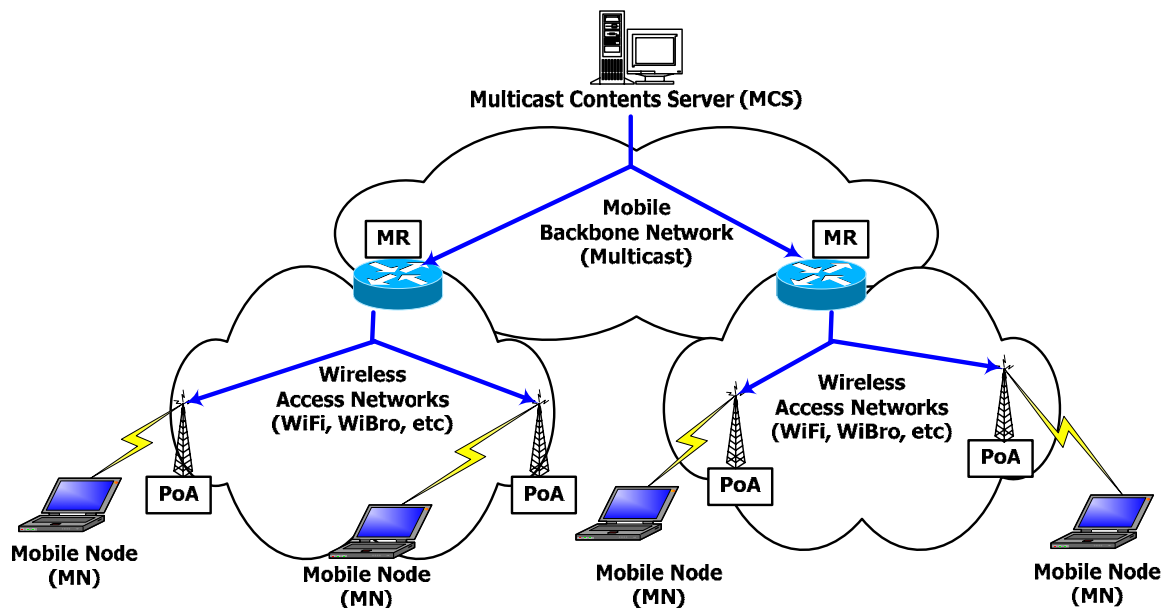 Multicast Contents Server (MCS)
Mobile
Backbone Network
(Multicast)
MR
MR
Wireless
Access Networks
(WiFi, WiBro, etc)
Wireless
Access Networks
(WiFi, WiBro, etc)
PoA
PoA
PoA
PoA
Mobile Node
(MN)
Mobile Node
(MN)
Mobile Node
(MN)
Mobile Node
(MN)